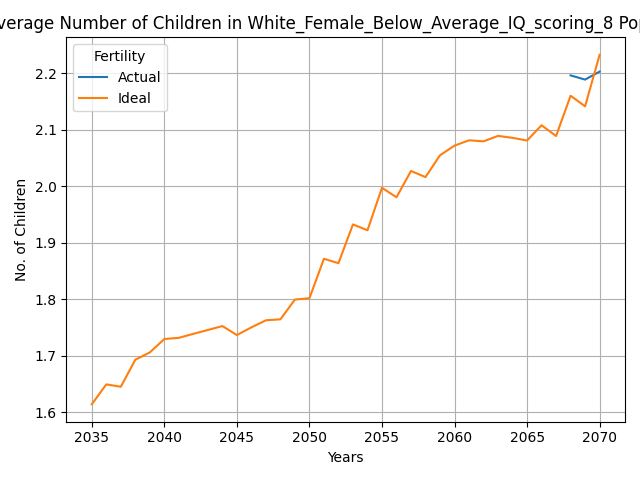 verage Number of Children in White_Female_Below_Average_IQ_scoring_8 Pop
Fertility
Actual
Ideal
2.2
2.1
2.0
1.9
1.8
1.7
1.6
No. of Children
2035 2040 2045 2050 2055 2060 2065 2070
Years